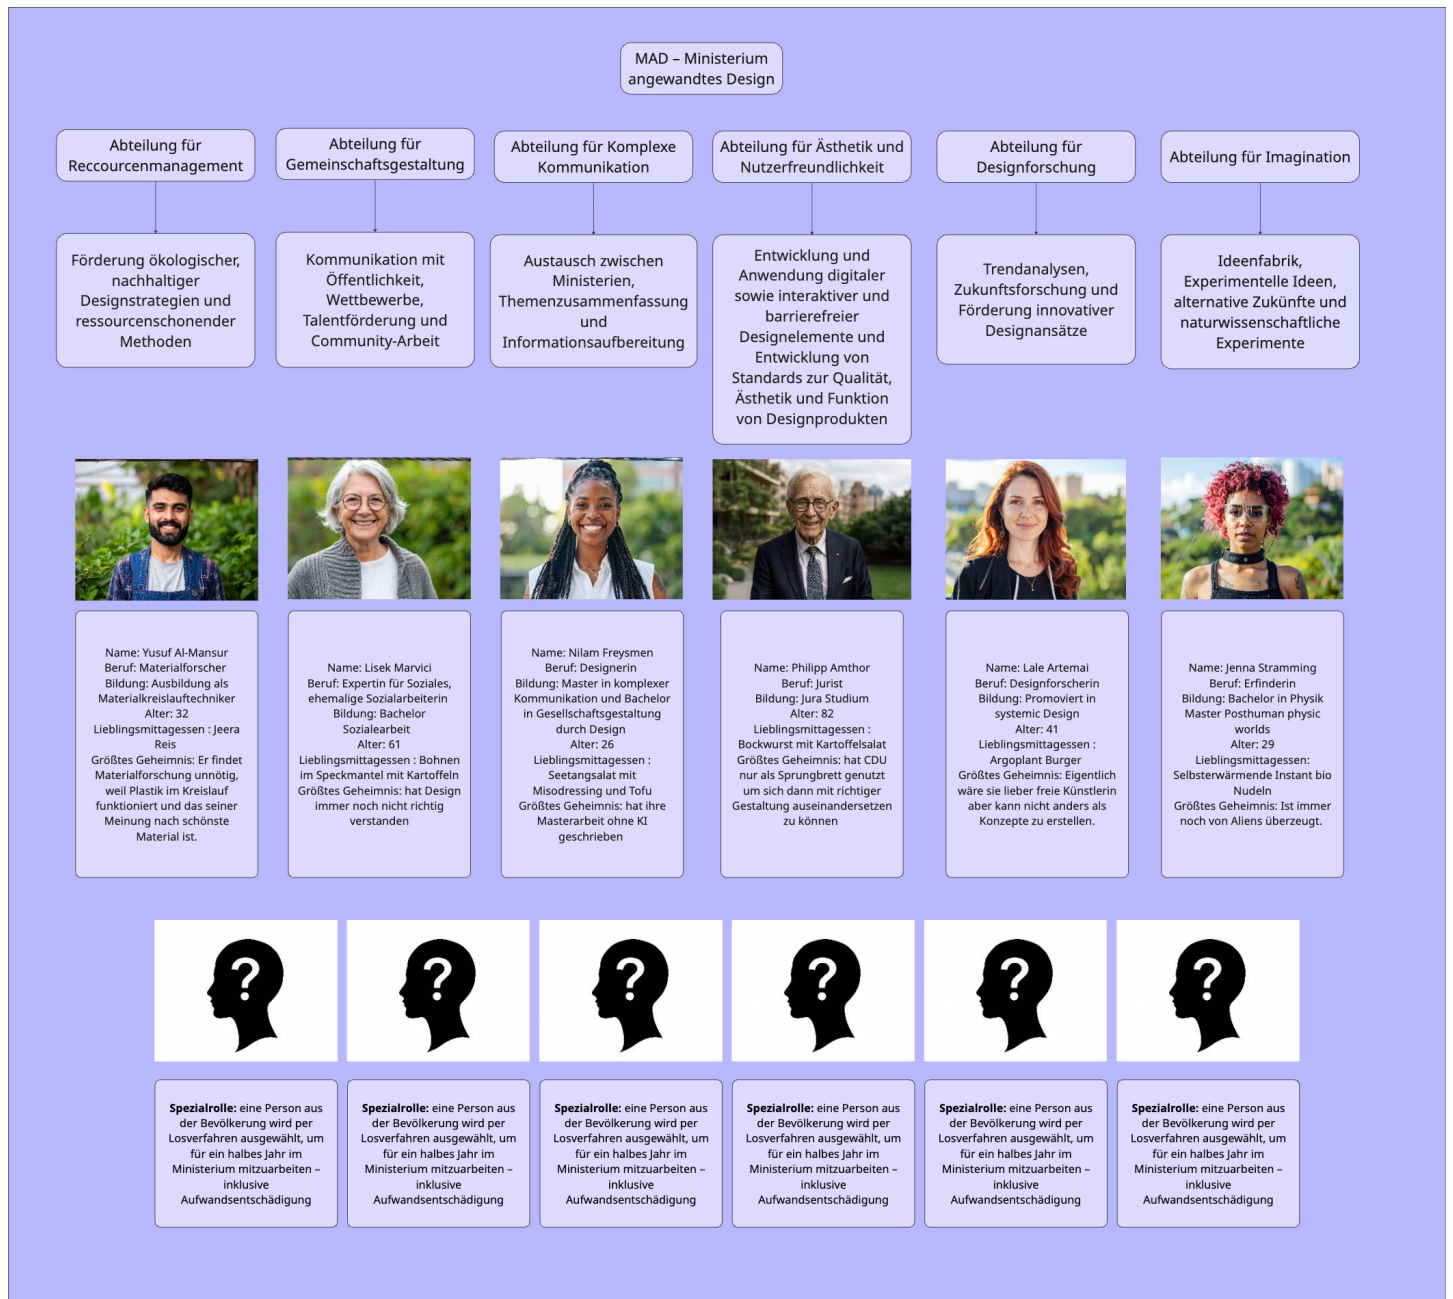 MAD – Ministerium
angewandtes Design
Abteilung für
Reccourcenmanagement
Abteilung für
Gemeinschaftsgestaltung
Abteilung für Komplexe
Kommunikation
Abteilung für Ästhetik und
Nutzerfreundlichkeit
Abteilung für
Designforschung
Abteilung für Imagination
Förderung ökologischer,
nachhaltiger
Designstrategien und
ressourcenschonender
Methoden
Kommunikation mit
Öffentlichkeit,
Wettbewerbe,
Talentförderung und
Community-Arbeit
Austausch zwischen
Ministerien,
Themenzusammenfassung
und
Informationsaufbereitung
Entwicklung und
Anwendung digitaler
sowie interaktiver und
barrierefreier
Designelemente und
Entwicklung von
Standards zur Qualität,
Ästhetik und Funktion
von Designprodukten
Trendanalysen,
Zukunftsforschung und
Förderung innovativer
Designansätze
Ideenfabrik,
Experimentelle Ideen,
alternative Zukünfte und
naturwissenschaftliche
Experimente
Name: Yusuf Al-Mansur
Beruf: Materialforscher
Bildung: Ausbildung als
Materialkreislauftechniker
Alter: 32
Lieblingsmittagessen : Jeera
Reis
Größtes Geheimnis: Er findet
Materialforschung unnötig,
weil Plastik im Kreislauf
funktioniert und das seiner
Meinung nach schönste
Material ist.
Name: Lisek Marvici
Beruf: Expertin für Soziales,
ehemalige Sozialarbeiterin
Bildung: Bachelor
Sozialearbeit
Alter: 61
Lieblingsmittagessen : Bohnen
im Speckmantel mit Kartoffeln
Größtes Geheimnis: hat Design
immer noch nicht richtig
verstanden
Name: Nilam Freysmen
Beruf: Designerin
Bildung: Master in komplexer
Kommunikation und Bachelor
in Gesellschaftsgestaltung
durch Design
Alter: 26
Lieblingsmittagessen :
Seetangsalat mit
Misodressing und Tofu
Größtes Geheimnis: hat ihre
Masterarbeit ohne KI
geschrieben
Name: Philipp Amthor
Beruf: Jurist
Bildung: Jura Studium
Alter: 82
Lieblingsmittagessen :
Bockwurst mit Kartoffelsalat
Größtes Geheimnis: hat CDU
nur als Sprungbrett genutzt
um sich dann mit richtiger
Gestaltung auseinandersetzen
zu können
Name: Lale Artemai
Beruf: Designforscherin
Bildung: Promoviert in
systemic Design
Alter: 41
Lieblingsmittagessen :
Argoplant Burger
Größtes Geheimnis: Eigentlich
wäre sie lieber freie Künstlerin
aber kann nicht anders als
Konzepte zu erstellen.
Name: Jenna Stramming
Beruf: Erfinderin
Bildung: Bachelor in Physik
Master Posthuman physic
worlds
Alter: 29
Lieblingsmittagessen:
Selbsterwärmende Instant bio
Nudeln
Größtes Geheimnis: Ist immer
noch von Aliens überzeugt.
?
?
?
?
?
?
Spezialrolle: eine Person aus
der Bevölkerung wird per
Losverfahren ausgewählt, um
für ein halbes Jahr im
Ministerium mitzuarbeiten –
inklusive
Aufwandsentschädigung
Spezialrolle: eine Person aus
der Bevölkerung wird per
Losverfahren ausgewählt, um
für ein halbes Jahr im
Ministerium mitzuarbeiten –
inklusive
Aufwandsentschädigung
Spezialrolle: eine Person aus
der Bevölkerung wird per
Losverfahren ausgewählt, um
für ein halbes Jahr im
Ministerium mitzuarbeiten –
inklusive
Aufwandsentschädigung
Spezialrolle: eine Person aus
der Bevölkerung wird per
Losverfahren ausgewählt, um
für ein halbes Jahr im
Ministerium mitzuarbeiten –
inklusive
Aufwandsentschädigung
Spezialrolle: eine Person aus
der Bevölkerung wird per
Losverfahren ausgewählt, um
für ein halbes Jahr im
Ministerium mitzuarbeiten –
inklusive
Aufwandsentschädigung
Spezialrolle: eine Person aus
der Bevölkerung wird per
Losverfahren ausgewählt, um
für ein halbes Jahr im
Ministerium mitzuarbeiten –
inklusive
Aufwandsentschädigung